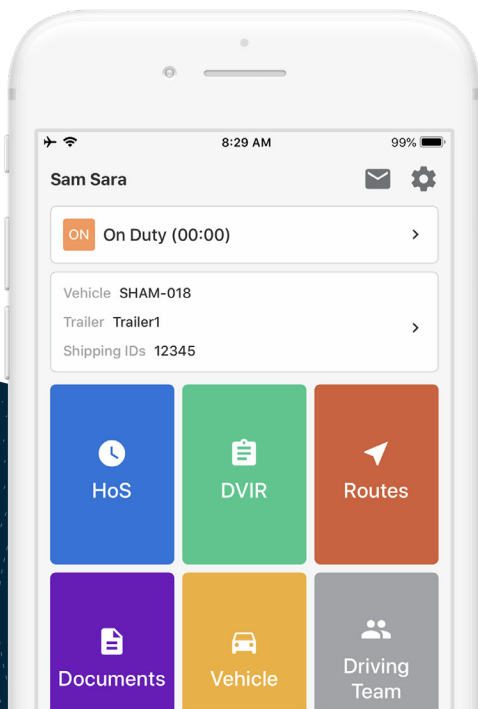 8:29 AM 99%
Sam Sara
ON On Duty (00:00)
Vehicle SHAM-018
Trailer Trailer1
Shipping IDs 12345
HoS DVIR Routes
Documents Vehicle Driving
Team